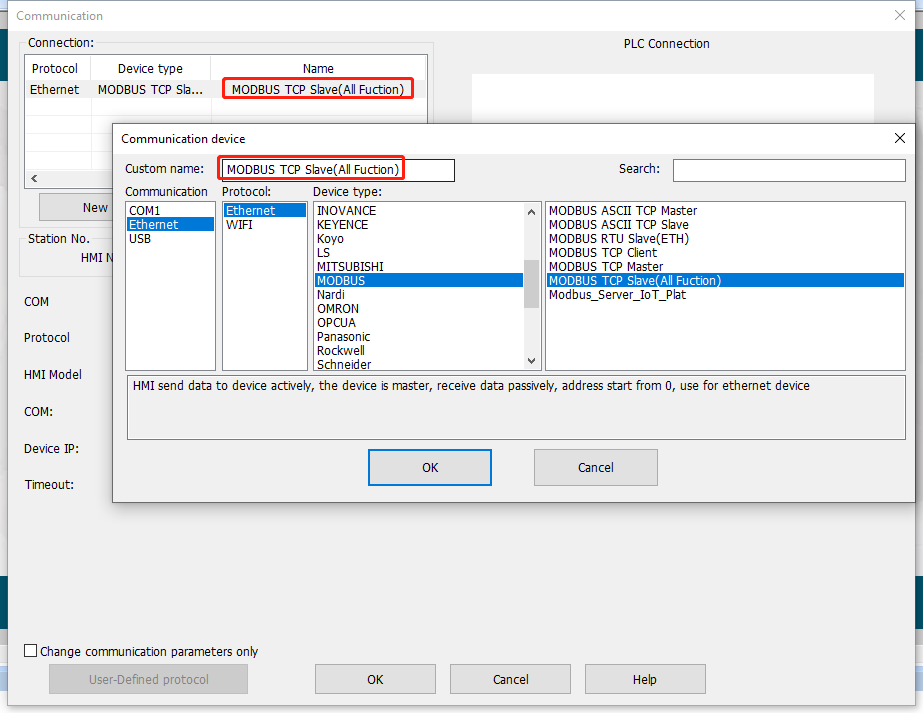 Communication
Connection:
PLC Connection
Protocol Device type Name
Ethernet MODBUS TCP Sla... MODBUS TCP Slave(All Fuction)
New
Station No.
HMI N
COM
Protocol
HMI Model
COM:
Device IP:
Timeout:
Communication device
Custom name: MODBUS TCP Slave(All Fuction) Search:
Communication Protocol: Device type:
COM1
Ethernet
USB
Ethernet
WIFI
INOVANCE
KEYENCE
Koyo
LS
MITSUBISHI
MODBUS
Nardi
OMRON
OPCUA
Panasonic
Rockwell
Schneider
MODBUS ASCII TCP Master
MODBUS ASCII TCP Slave
MODBUS RTU Slave(ETH)
MODBUS TCP Client
MODBUS TCP Master
MODBUS TCP Slave(All Fuction)
Modbus_Server_IoT_Plat
HMI send data to device actively, the device is master, receive data passively, address start from 0, use for ethernet device
OK Cancel
Change communication parameters only
User-Defined protocol OK Cancel Help